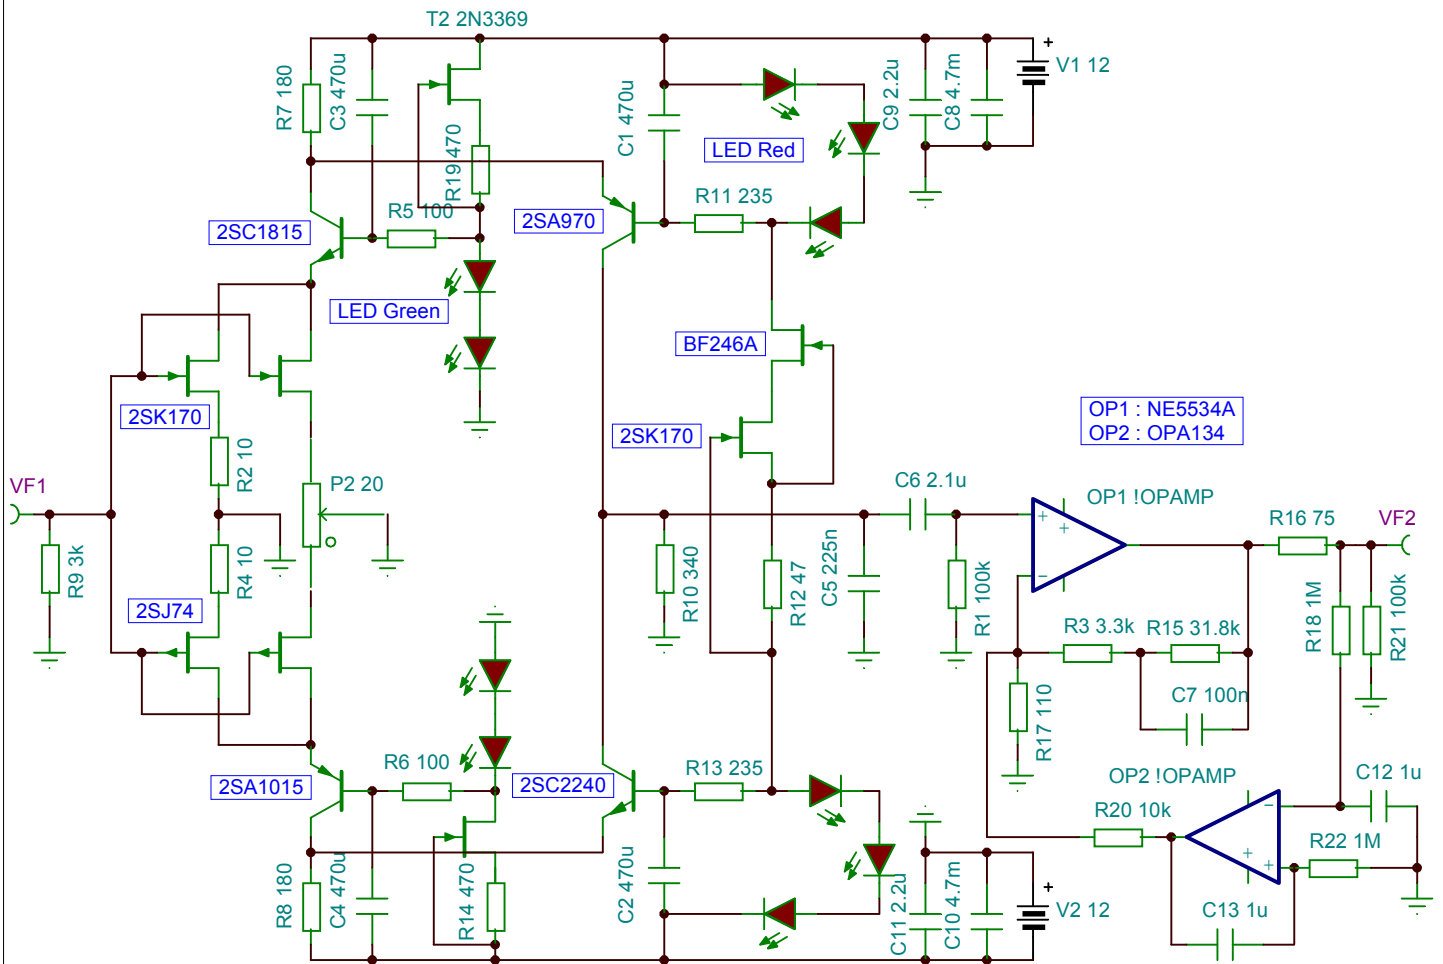 T2 2N3369
R7 180
C3 470u
R19 470
C1 470u
C9 2.2u
C8 4.7m
+
V1 12
LED Red
R5 100
R11 235
2SC1815
2SA970
LED Green
BF246A
2SK170
2SK170
OP1 : NE5534A
OP2 : OPA134
R2 10
P2 20
VF1
C6 2.1u
OP1 !OPAMP
R16 75
VF2
R9 3k
R4 10
R10 340
R12 47
C5 225n
R1 100k
R3 3.3k
R15 31.8k
R18 1M
R21 100k
2SJ74
C7 100n
R17 110
R6 100
R13 235
2SA1015
2SC2240
OP2 !OPAMP
C12 1u
R20 10k
R22 1M
R8 180
C4 470u
R14 470
C2 470u
C11 2.2u
C10 4.7m
+
V2 12
C13 1u